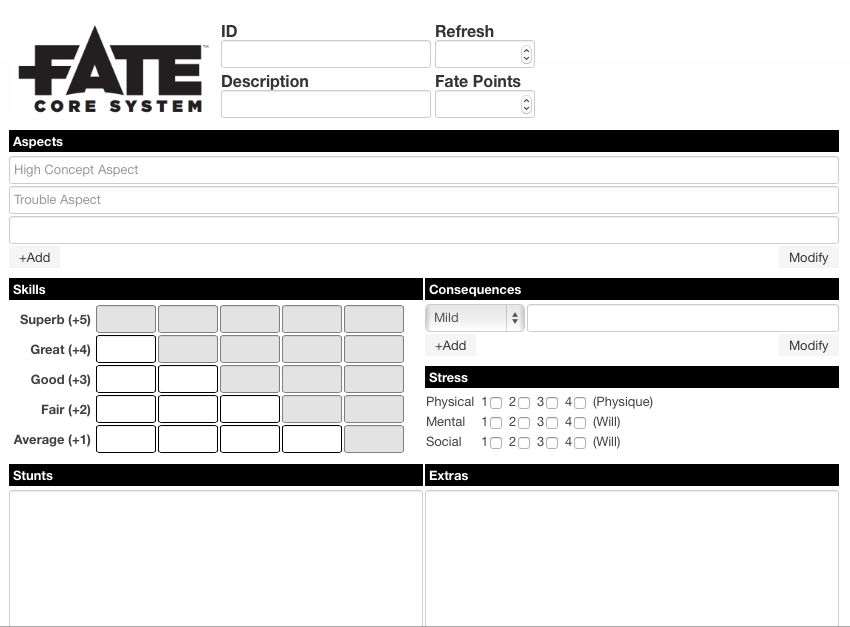 FATE™
CORE SYSTEM
ID
Refresh
Description
Fate Points
Aspects
High Concept Aspect
Trouble Aspect
+Add
Modify
Skills
Superb (+5)
Great (+4)
Good (+3)
Fair (+2)
Average (+1)
Consequences
Mild
+Add
Modify
Stress
Physical 1 2 3 4 (Physique)
Mental 1 2 3 4 (Will)
Social 1 2 3 4 (Will)
Stunts
Extras